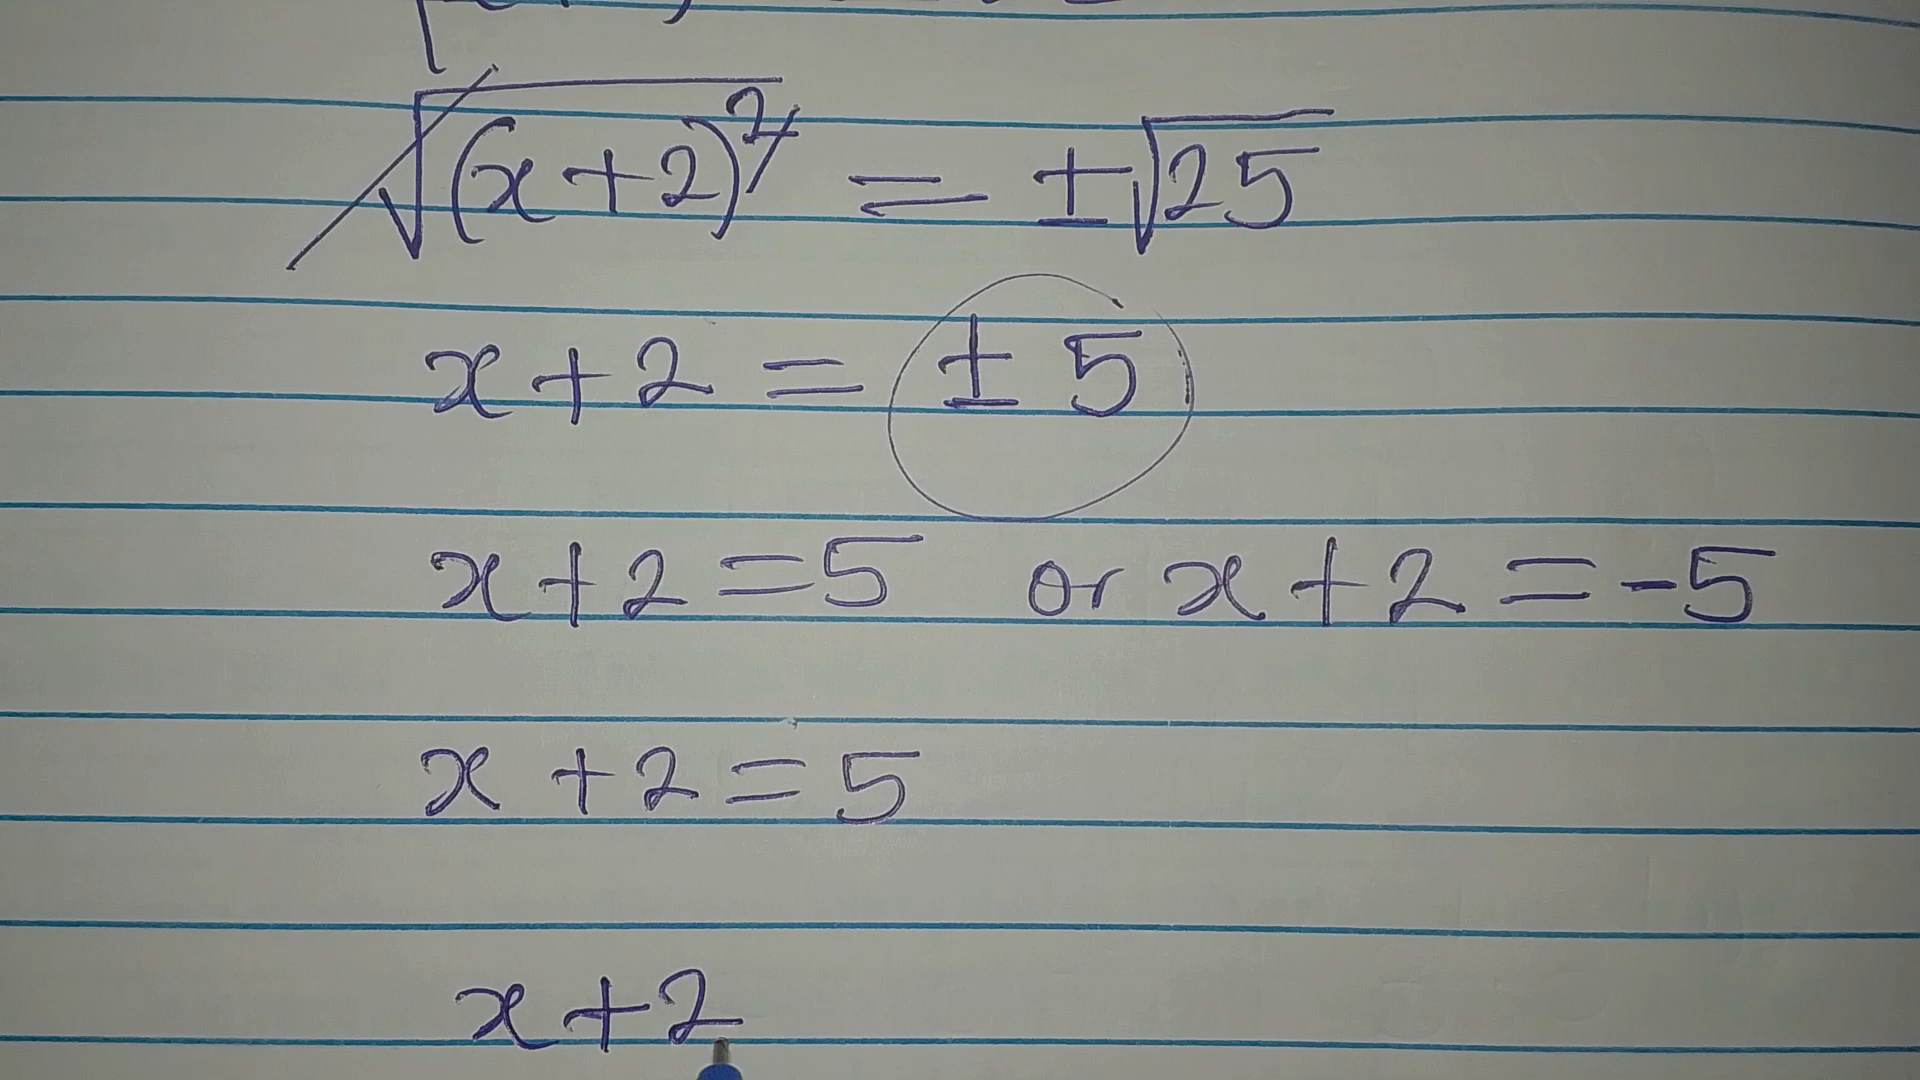 √(x+2)² = ±√25
x+2 = ±5
x+2=5 or x+2=-5
x+2=5
x+2